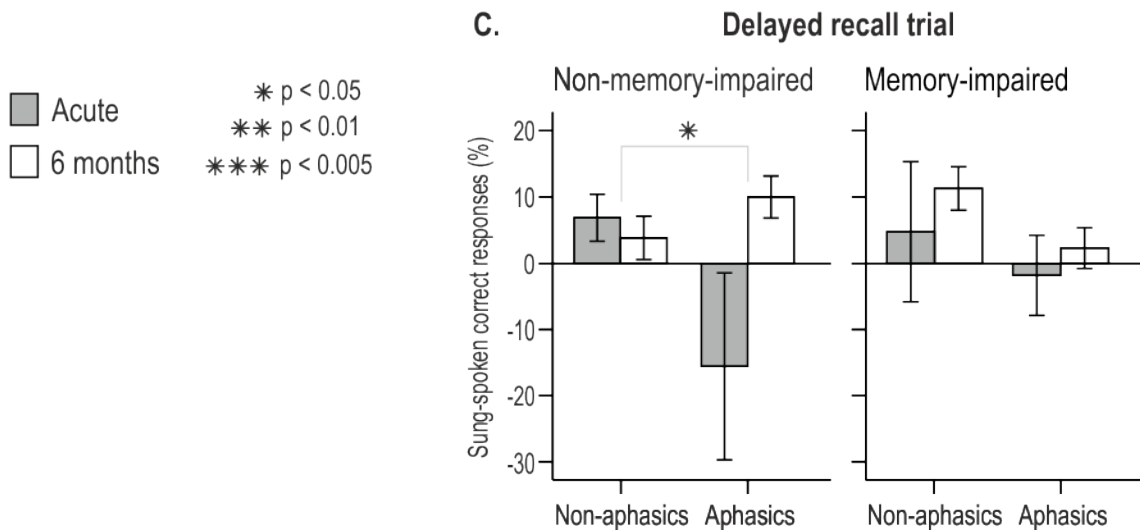 C. Delayed recall trial
Non-memory-impaired Memory-impaired
Acute
6 months
* p < 0.05
** p < 0.01
*** p < 0.005
Sung-spoken correct responses (%)
20
10
0
-10
-20
-30
*
Non-aphasics Aphasics Non-aphasics Aphasics